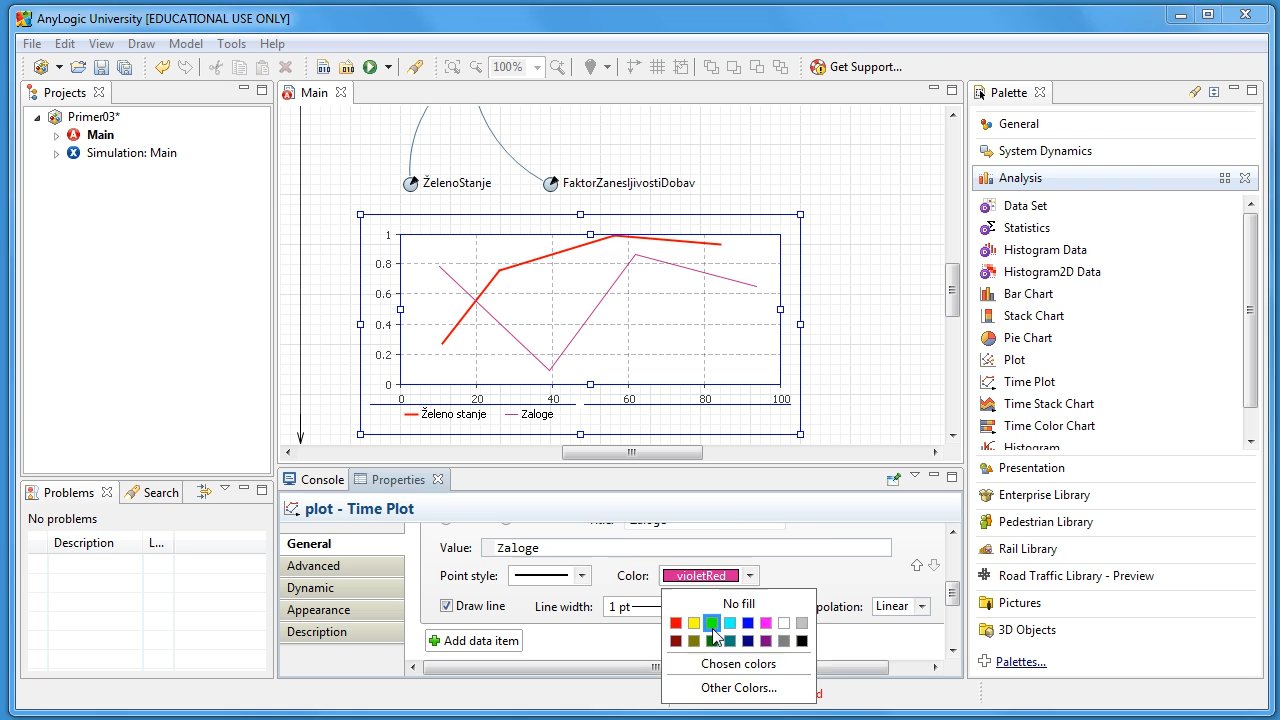 AnyLogic University [EDUCATIONAL USE ONLY]
File Edit View Draw Model Tools Help
100% Get Support...
Projects
Primer03*
Main
Simulation: Main
Main
ŽelenoStanje FaktorZanesljivostiDobav
1
0.8
0.6
0.4
0.2
0
0 20 40 60 80 100
Želeno stanje Zaloge
Palette
General
System Dynamics
Analysis
Data Set
Statistics
Histogram Data
Histogram2D Data
Bar Chart
Stack Chart
Pie Chart
Plot
Time Plot
Time Stack Chart
Time Color Chart
Histogram
Presentation
Enterprise Library
Pedestrian Library
Rail Library
Road Traffic Library - Preview
Pictures
3D Objects
Palettes...
Problems Search
No problems
Description L...
Console Properties
plot - Time Plot
General
Advanced
Dynamic
Appearance
Description
Value: Zaloge
Point style: Color: violetRed
Draw line Line width: 1 pt polation: Linear
Add data item
No fill
Chosen colors
Other Colors...